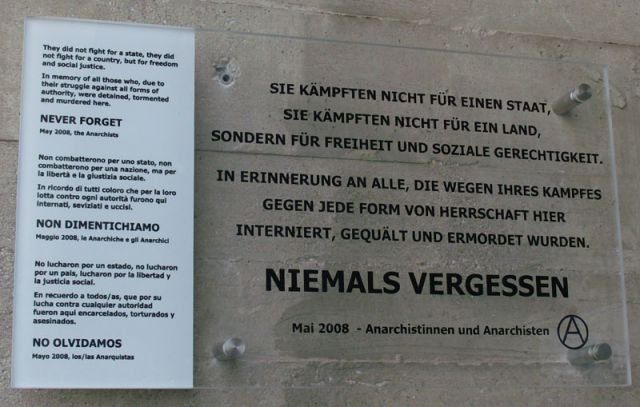 They did not fight for a state, they did
not fight for a country, but for freedom
and social justice.
In memory of all those who, due to
their struggle against all forms of
authority, were detained, tormented
and murdered here.
NEVER FORGET
May 2008, the Anarchists
Non combatterono per uno stato, non
combatterono per una nazione, ma per
la libertà e la giustizia sociale.
In ricordo di tutti coloro che per la loro
lotta contro ogni autorità furono qui
internati, seviziati e uccisi.
NON DIMENTICHIAMO
Maggio 2008, le Anarchiche e gli Anarchici
No lucharon por un estado, no lucharon
por un país, lucharon por la libertad y
la justicia social.
En recuerdo a todos/as, que por su
lucha contra cualquier autoridad
fueron aqui encarcelados, torturados y
asesinados.
NO OLVIDAMOS
Mayo 2008, los/las Anarquistas
SIE KÄMPFTEN NICHT FÜR EINEN STAAT,
SIE KÄMPFTEN NICHT FÜR EIN LAND,
SONDERN FÜR FREIHEIT UND SOZIALE GERECHTIGKEIT.
IN ERINNERUNG AN ALLE, DIE WEGEN IHRES KAMPFES
GEGEN JEDE FORM VON HERRSCHAFT HIER
INTERNIERT, GEQUÄLT UND ERMORDET WURDEN.
NIEMALS VERGESSEN
Mai 2008 - Anarchistinnen und Anarchisten Ⓐ